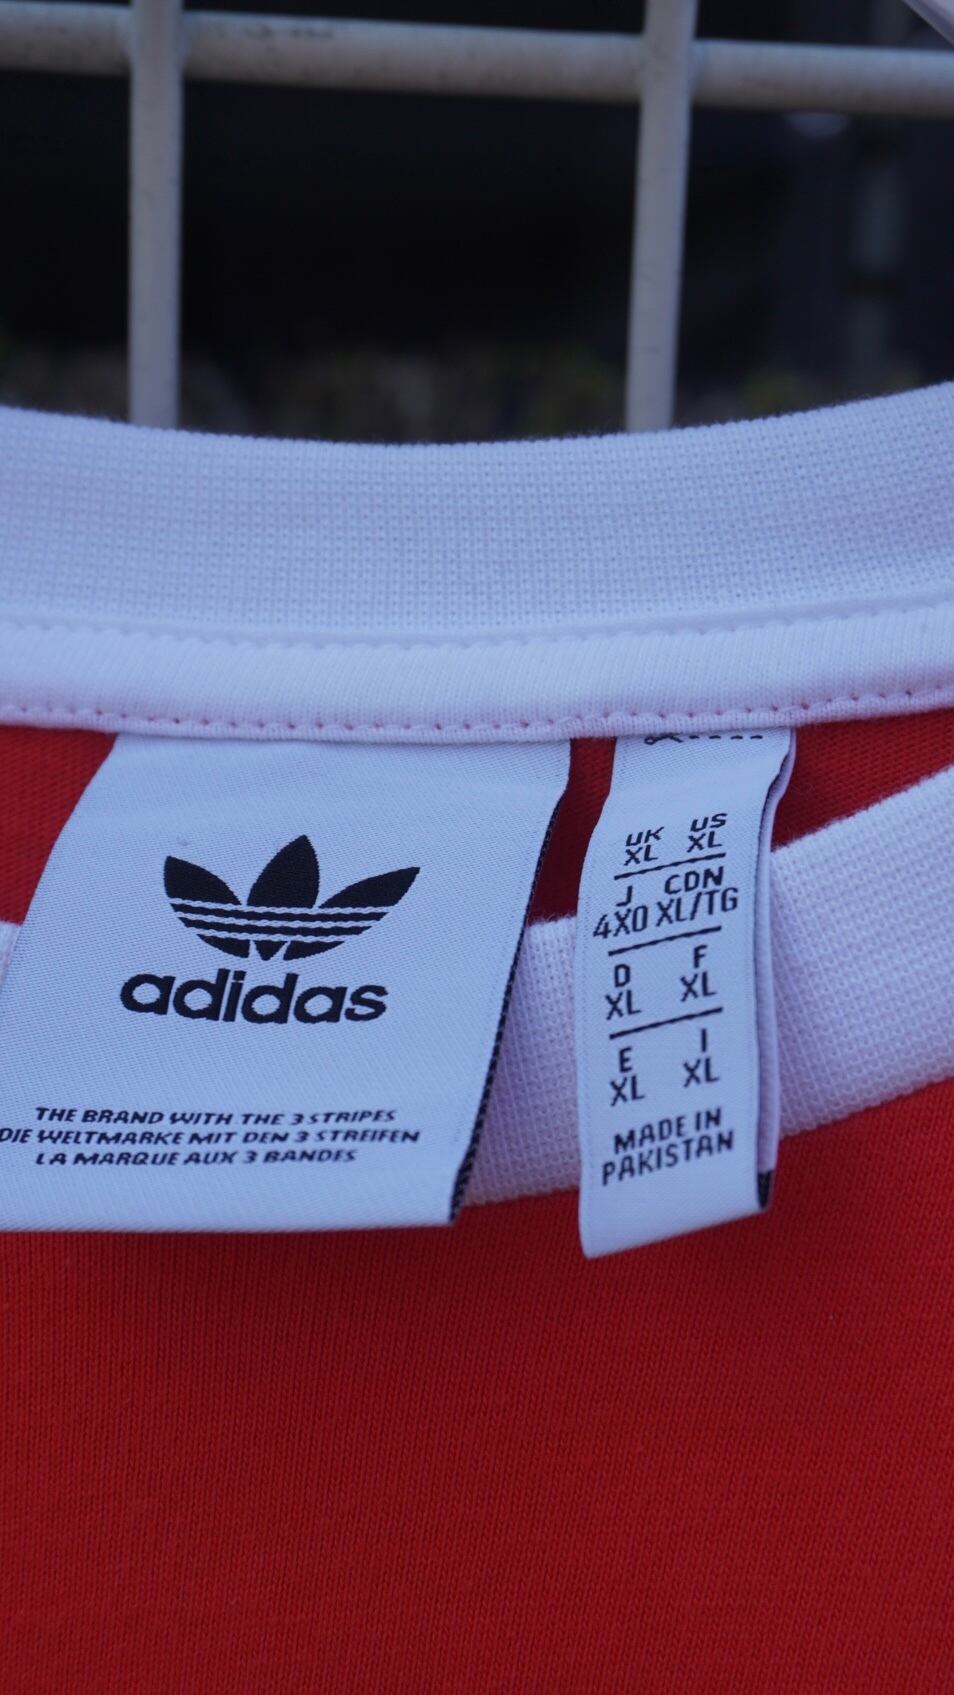 adidas
THE BRAND WITH THE 3 STRIPES
DIE WELTMARKE MIT DEN 3 STREIFEN
LA MARQUE AUX 3 BANDES
UK US
XL XL
J CDN
4XO XL/TG
D F
XL XL
E I
XL XL
MADE IN
PAKISTAN